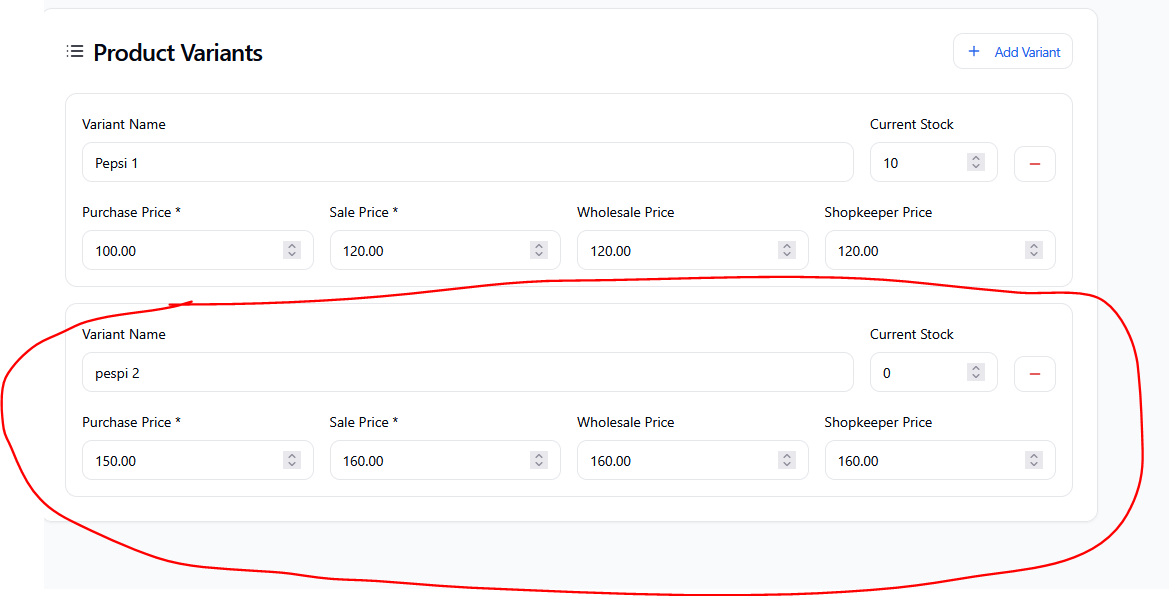 Product Variants
+ Add Variant
Variant Name
Current Stock
Pepsi 1
10
Purchase Price *
Sale Price *
Wholesale Price
Shopkeeper Price
100.00
120.00
120.00
120.00
Variant Name
Current Stock
pespi 2
0
Purchase Price *
Sale Price *
Wholesale Price
Shopkeeper Price
150.00
160.00
160.00
160.00